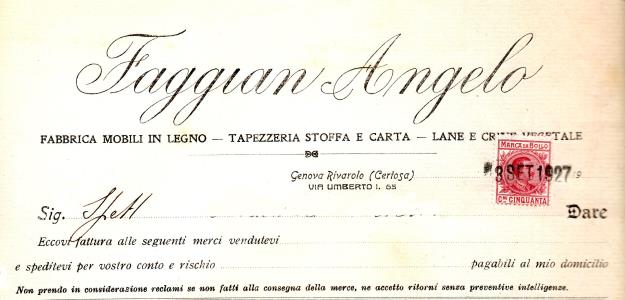 Faggian Angelo
FABBRICA MOBILI IN LEGNO — TAPEZZERIA STOFFA E CARTA — LANE E CRINE VEGETALE
Genova Rivarolo (Certosa)
VIA UMBERTO I. 65
MARCA DA BOLLO
3 SET 1927
CMI CINQUANTA
Sig. Dare
Eccovi fattura alle seguenti merci vendutevi
e speditevi per vostro conto e rischio pagabili al mio domicilio
Non prendo in considerazione reclami se non fatti alla consegna della merce, ne accetto ritorni senza preventive intelligenze.